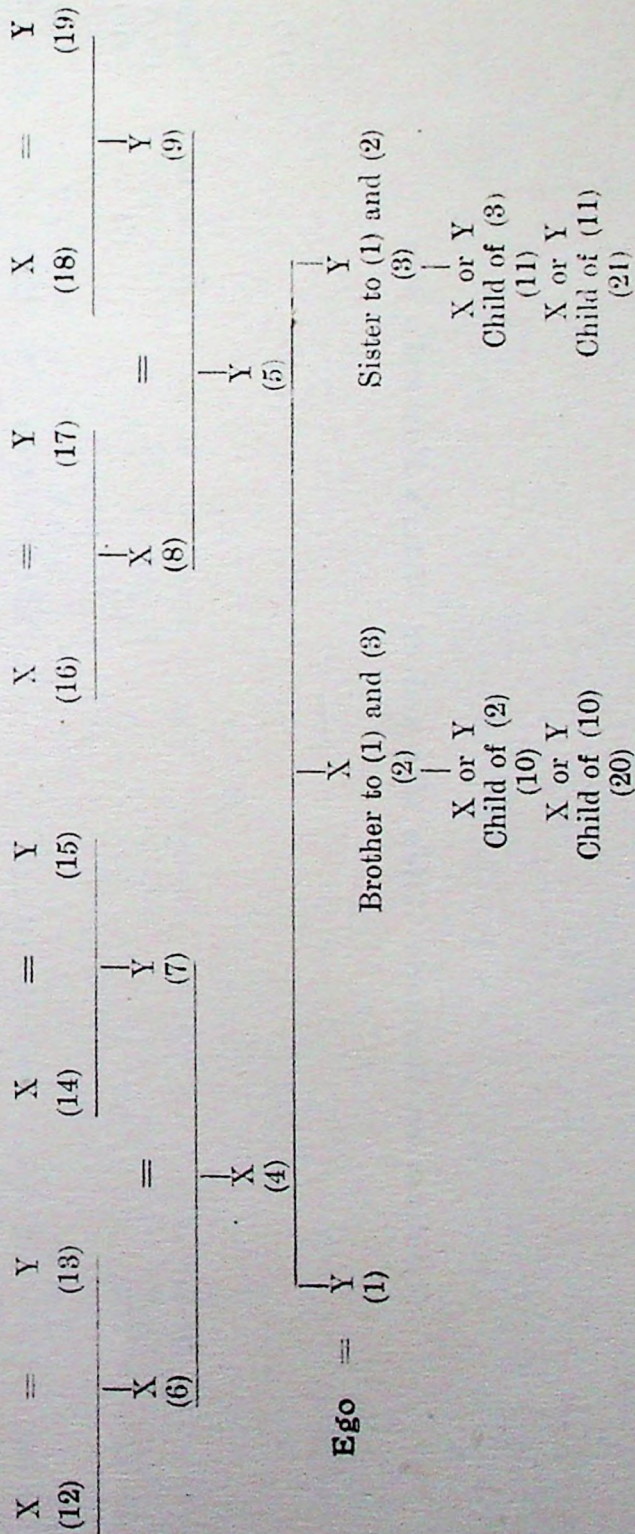 X = Y X = Y X = Y X = Y
(12) (13) (14) (15) (16) (17) (18) (19)
X = Y X = Y
(6) (7) (8) (9)
X Y
(4) (5)
Ego = Y X Y
(1) Brother to (1) and (3) Sister to (1) and (2)
(2) (3)
X or Y X or Y
Child of (2) Child of (3)
(10) (11)
X or Y X or Y
Child of (10) Child of (11)
(20) (21)